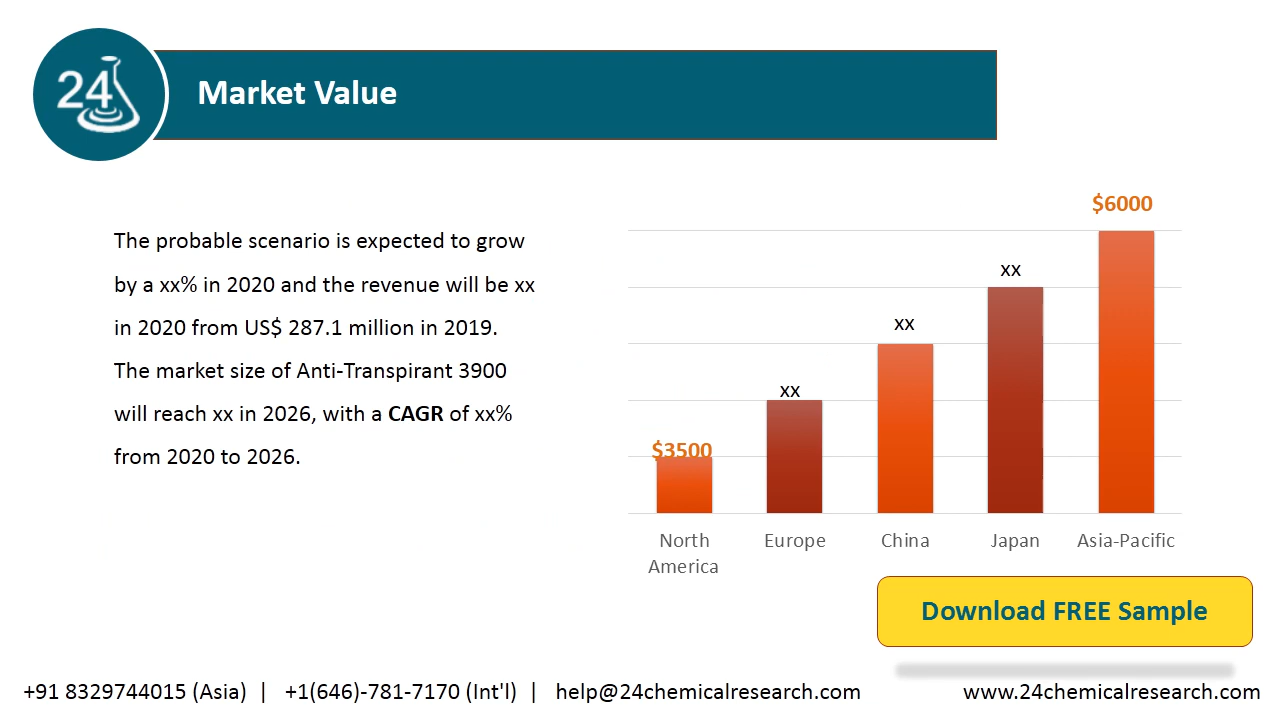 24
Market Value
The probable scenario is expected to grow
by a xx% in 2020 and the revenue will be xx
in 2020 from US$ 287.1 million in 2019.
The market size of Anti-Transpirant 3900
will reach xx in 2026, with a CAGR of xx%
from 2020 to 2026.
$6000
xx
xx
xx
$3500
North
America
Europe
China
Japan
Asia-Pacific
Download FREE Sample
+91 8329744015 (Asia) | +1(646)-781-7170 (Int'l) | help@24chemicalresearch.com
www.24chemicalresearch.com